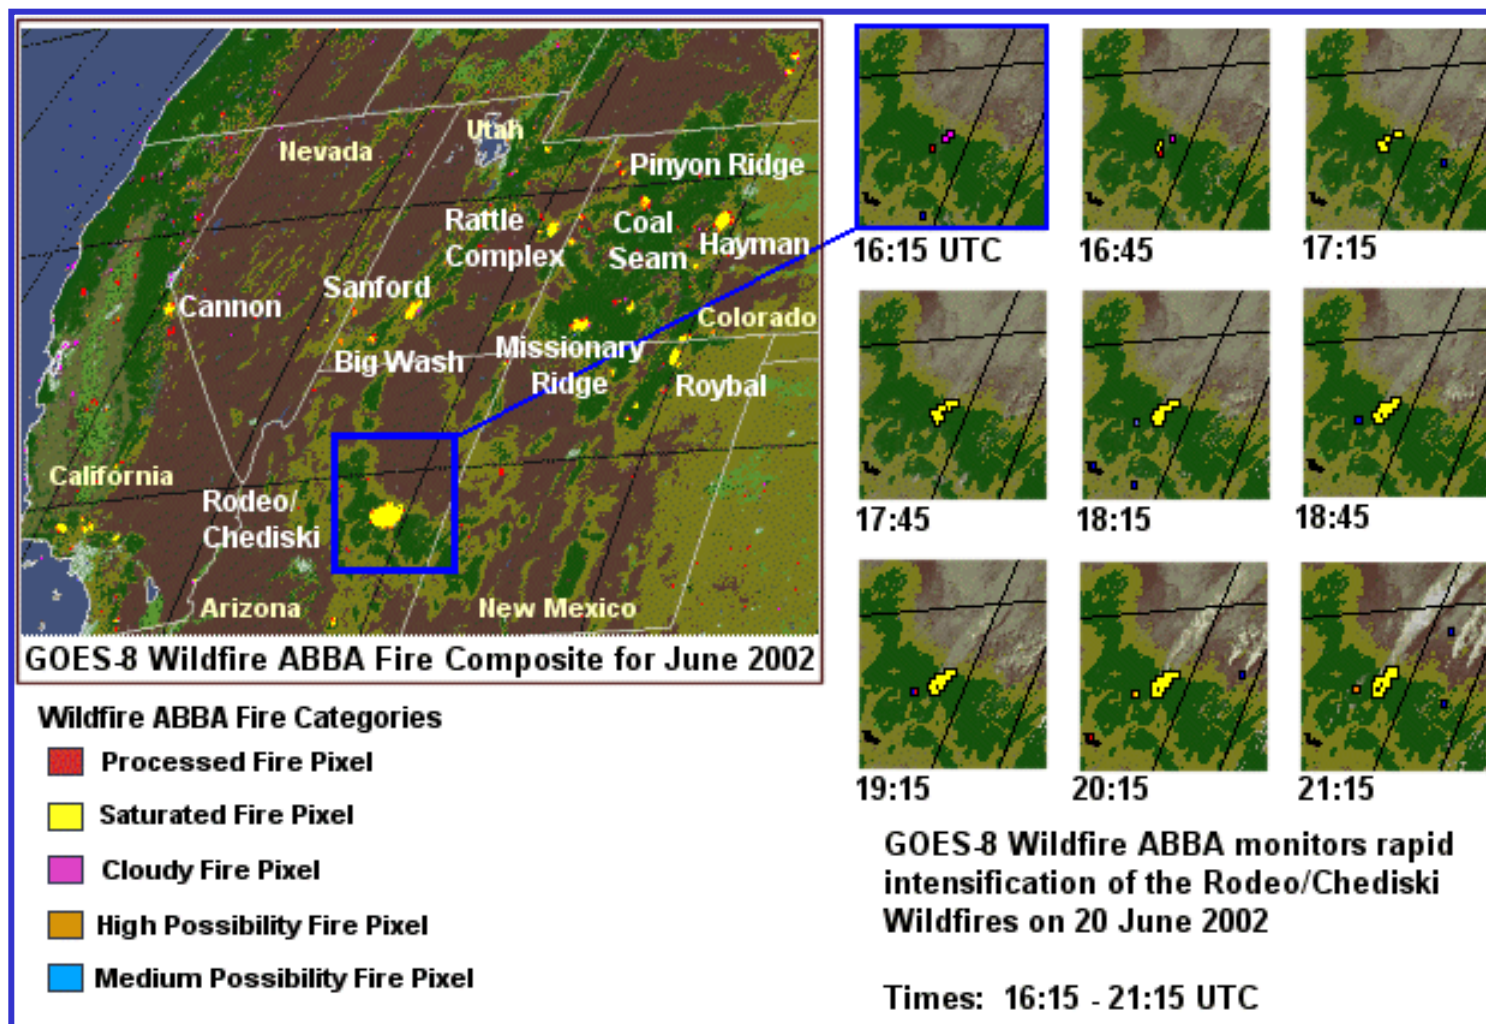 Utah
Nevada
Pinyon Ridge
Rattle
Complex
Coal
Seam
Hayman
Sanford
Cannon
Colorado
Big Wash
Missionary
Ridge
Roybal
California
Rodeo/
Chediski
Arizona
New Mexico
GOES-8 Wildfire ABBA Fire Composite for June 2002
Wildfire ABBA Fire Categories
Processed Fire Pixel
Saturated Fire Pixel
Cloudy Fire Pixel
High Possibility Fire Pixel
Medium Possibility Fire Pixel
16:15 UTC
16:45
17:15
17:45
18:15
18:45
19:15
20:15
21:15
GOES-8 Wildfire ABBA monitors rapid
intensification of the Rodeo/Chediski
Wildfires on 20 June 2002
Times: 16:15 - 21:15 UTC